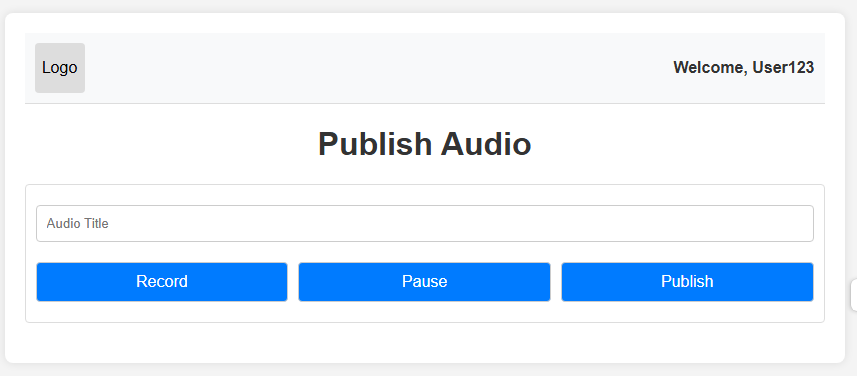 Logo
Welcome, User123
Publish Audio
Audio Title
Record
Pause
Publish